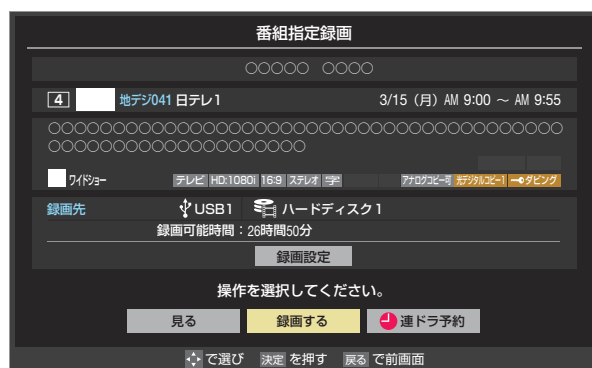 番組指定録画
○○○○○ ○○○○
4 地デジ041 日テレ1 3/15（月）AM 9:00 ～ AM 9:55
○○○○○○○○○○○○○○○○○○○○○○○○○○○○○○○○○○○○○○○○
○○○○○○○○○○○○○○○○○○○○
ワイドショー テレビ HD:1080i 16:9 ステレオ 字 アナログコピー可 光デジタルコピー1 ダビング
録画先 USB1 ハードディスク1
録画可能時間：26時間50分
録画設定
操作を選択してください。
見る 録画する 連ドラ予約
で選び 決定 を押す 戻る で前画面